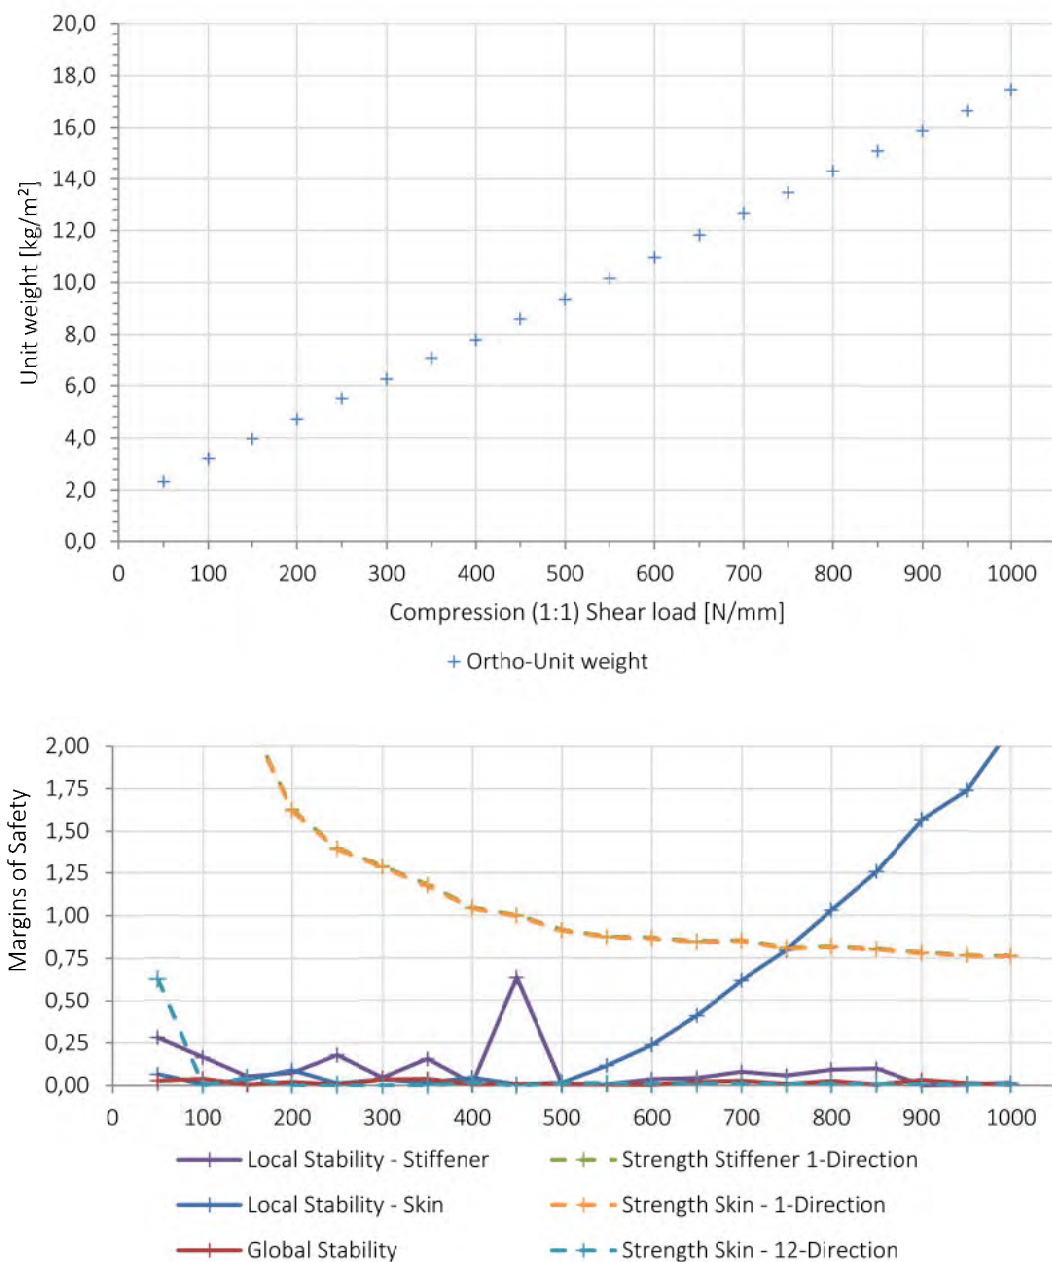 20,0
18,0
16,0
14,0
12,0
10,0
8,0
6,0
4,0
2,0
0,0
Unit weight [kg/m²]
0 100 200 300 400 500 600 700 800 900 1000
Compression (1:1) Shear load [N/mm]
Ortho-Unit weight
2,00
1,75
1,50
1,25
1,00
0,75
0,50
0,25
0,00
Margins of Safety
0 100 200 300 400 500 600 700 800 900 1000
Local Stability - Stiffener
Strength Stiffener 1-Direction
Local Stability - Skin
Strength Skin - 1-Direction
Global Stability
Strength Skin - 12-Direction